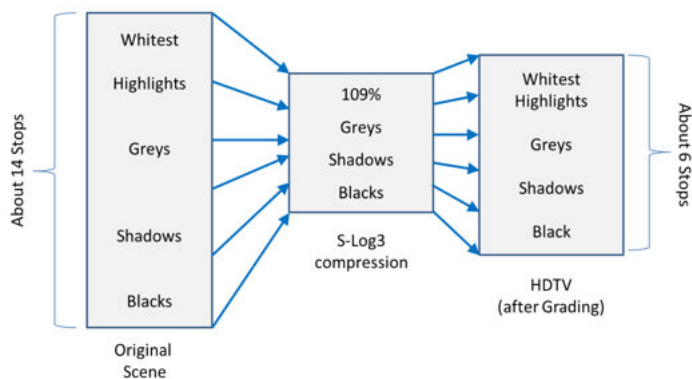 About 14 Stops
Whitest
Highlights
Greys
Shadows
Blacks
Original
Scene
109%
Greys
Shadows
Blacks
S-Log3
compression
Whitest
Highlights
Greys
Shadows
Black
HDTV
(after Grading)
About 6 Stops